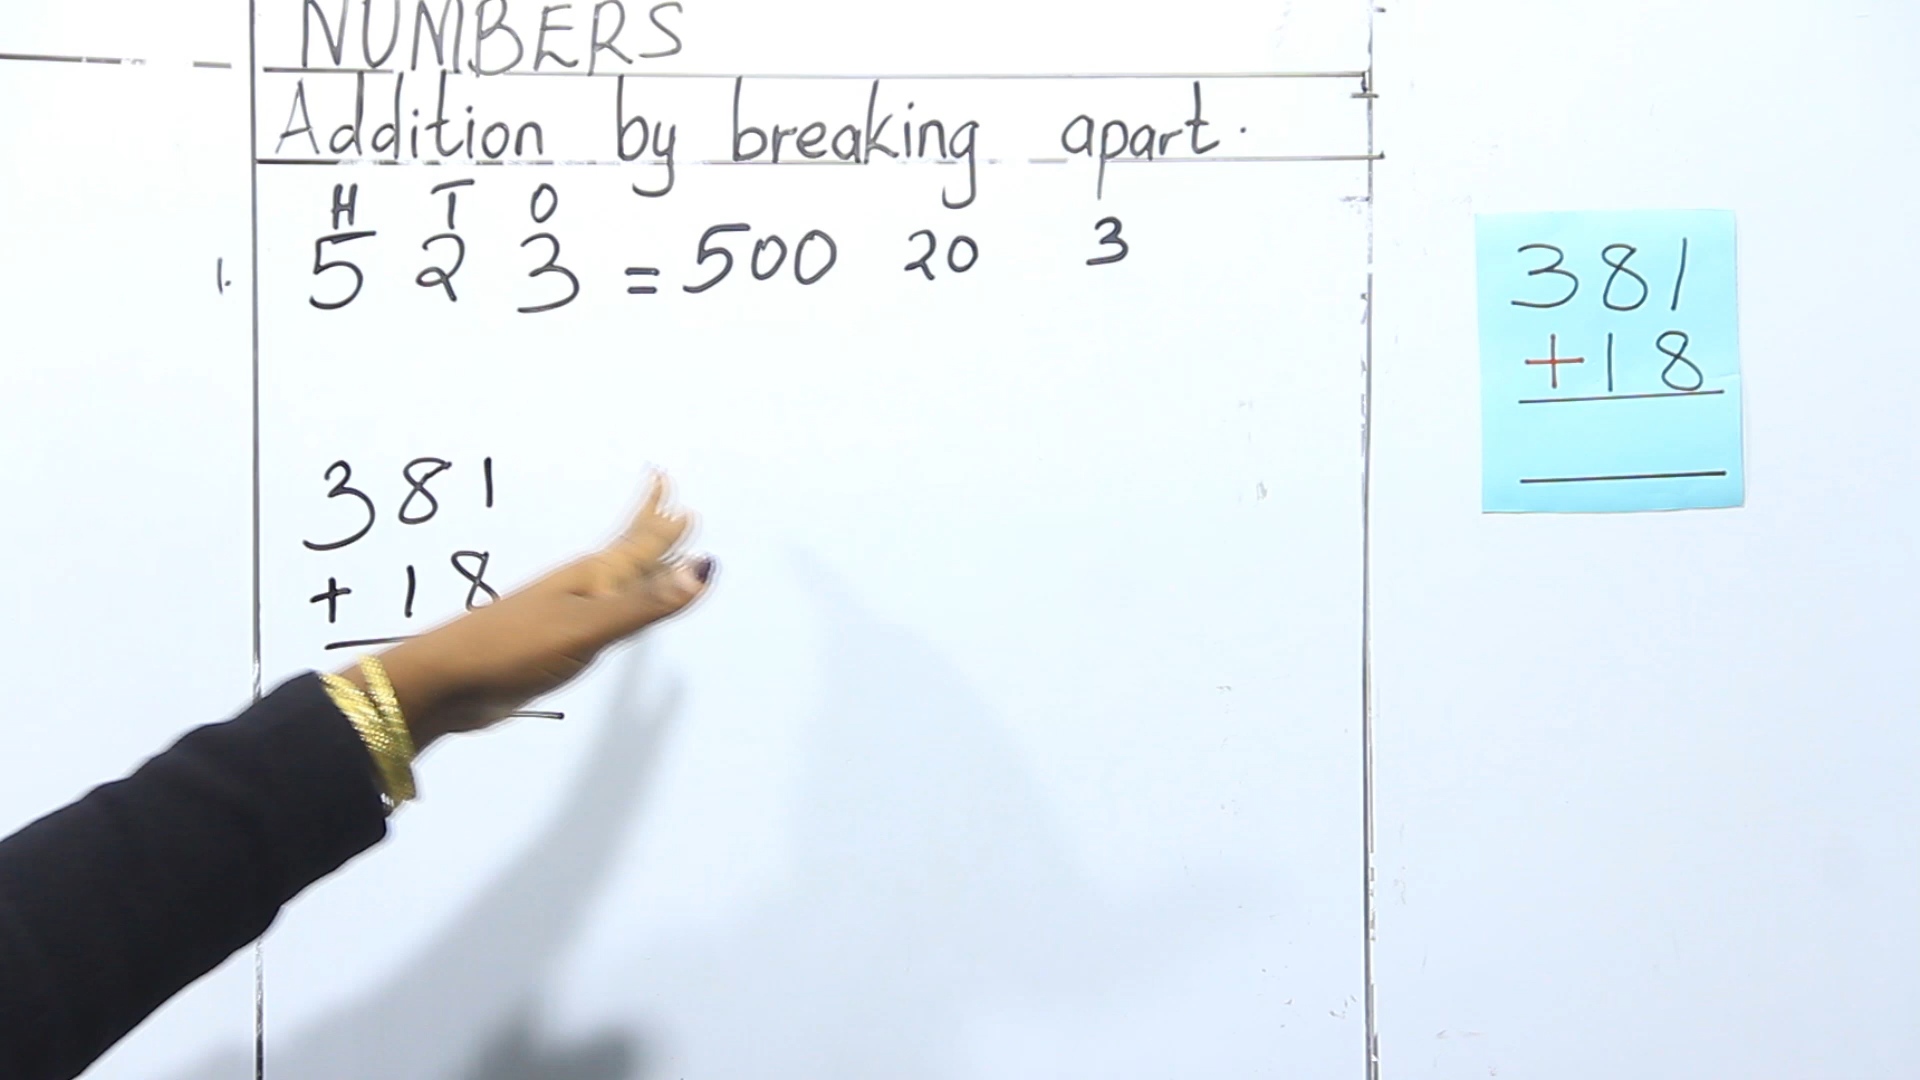 NUMBERS
Addition by breaking apart.
H T O
1. 5 2 3 = 500 20 3
381
+ 18
381
+18